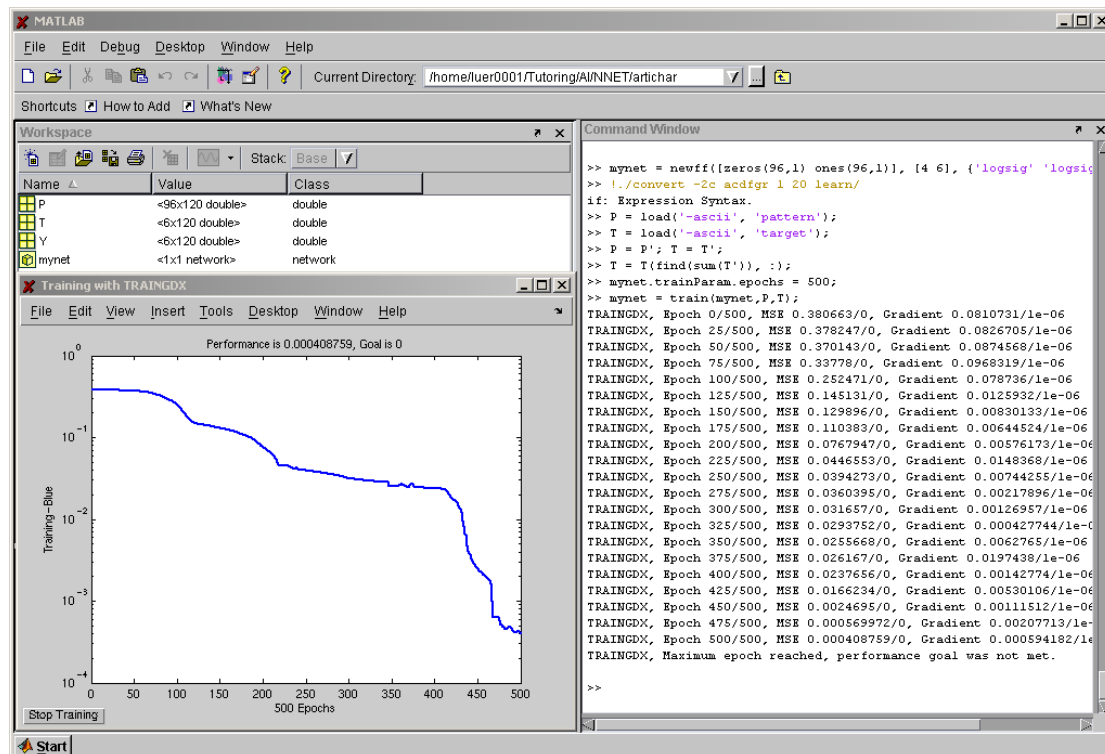 MATLAB
File Edit Debug Desktop Window Help
Current Directory: /home/luer0001/Tutoring/AI/NNET/artichar ...
Shortcuts How to Add What's New
Workspace
Stack: Base
Name Value Class
P <96x120 double> double
T <6x120 double> double
Y <6x120 double> double
mynet <1x1 network> network
Training with TRAINGDX
File Edit View Insert Tools Desktop Window Help
Performance is 0.000408759, Goal is 0
10^0
10^-1
10^-2
10^-3
10^-4
Training-Blue
0 50 100 150 200 250 300 350 400 450 500
500 Epochs
Stop Training
Command Window
>> mynet = newff([zeros(96,1) ones(96,1)], [4 6], {'logsig' 'logsig
>> !./convert -2c acdfgr 1 20 learn/
if: Expression Syntax.
>> P = load('-ascii', 'pattern');
>> T = load('-ascii', 'target');
>> P = P'; T = T';
>> T = T(find(sum(T')), :);
>> mynet.trainParam.epochs = 500;
>> mynet = train(mynet,P,T);
TRAINGDX, Epoch 0/500, MSE 0.380663/0, Gradient 0.0810731/1e-06
TRAINGDX, Epoch 25/500, MSE 0.378247/0, Gradient 0.0826705/1e-06
TRAINGDX, Epoch 50/500, MSE 0.370143/0, Gradient 0.0874568/1e-06
TRAINGDX, Epoch 75/500, MSE 0.33778/0, Gradient 0.0968319/1e-06
TRAINGDX, Epoch 100/500, MSE 0.252471/0, Gradient 0.078736/1e-06
TRAINGDX, Epoch 125/500, MSE 0.145131/0, Gradient 0.0125932/1e-06
TRAINGDX, Epoch 150/500, MSE 0.129896/0, Gradient 0.00830133/1e-06
TRAINGDX, Epoch 175/500, MSE 0.110383/0, Gradient 0.00644524/1e-06
TRAINGDX, Epoch 200/500, MSE 0.0767947/0, Gradient 0.00576173/1e-06
TRAINGDX, Epoch 225/500, MSE 0.0446553/0, Gradient 0.0148368/1e-06
TRAINGDX, Epoch 250/500, MSE 0.0394273/0, Gradient 0.00744255/1e-06
TRAINGDX, Epoch 275/500, MSE 0.0360395/0, Gradient 0.00217896/1e-06
TRAINGDX, Epoch 300/500, MSE 0.031657/0, Gradient 0.00126957/1e-06
TRAINGDX, Epoch 325/500, MSE 0.0293752/0, Gradient 0.000427744/1e-0
TRAINGDX, Epoch 350/500, MSE 0.0255668/0, Gradient 0.0062765/1e-06
TRAINGDX, Epoch 375/500, MSE 0.026167/0, Gradient 0.0197438/1e-06
TRAINGDX, Epoch 400/500, MSE 0.0237656/0, Gradient 0.00142774/1e-06
TRAINGDX, Epoch 425/500, MSE 0.0166234/0, Gradient 0.00530106/1e-06
TRAINGDX, Epoch 450/500, MSE 0.0024695/0, Gradient 0.00111512/1e-06
TRAINGDX, Epoch 475/500, MSE 0.000569972/0, Gradient 0.00207713/1e-
TRAINGDX, Epoch 500/500, MSE 0.000408759/0, Gradient 0.000594182/1e
TRAINGDX, Maximum epoch reached, performance goal was not met.
>>
Start